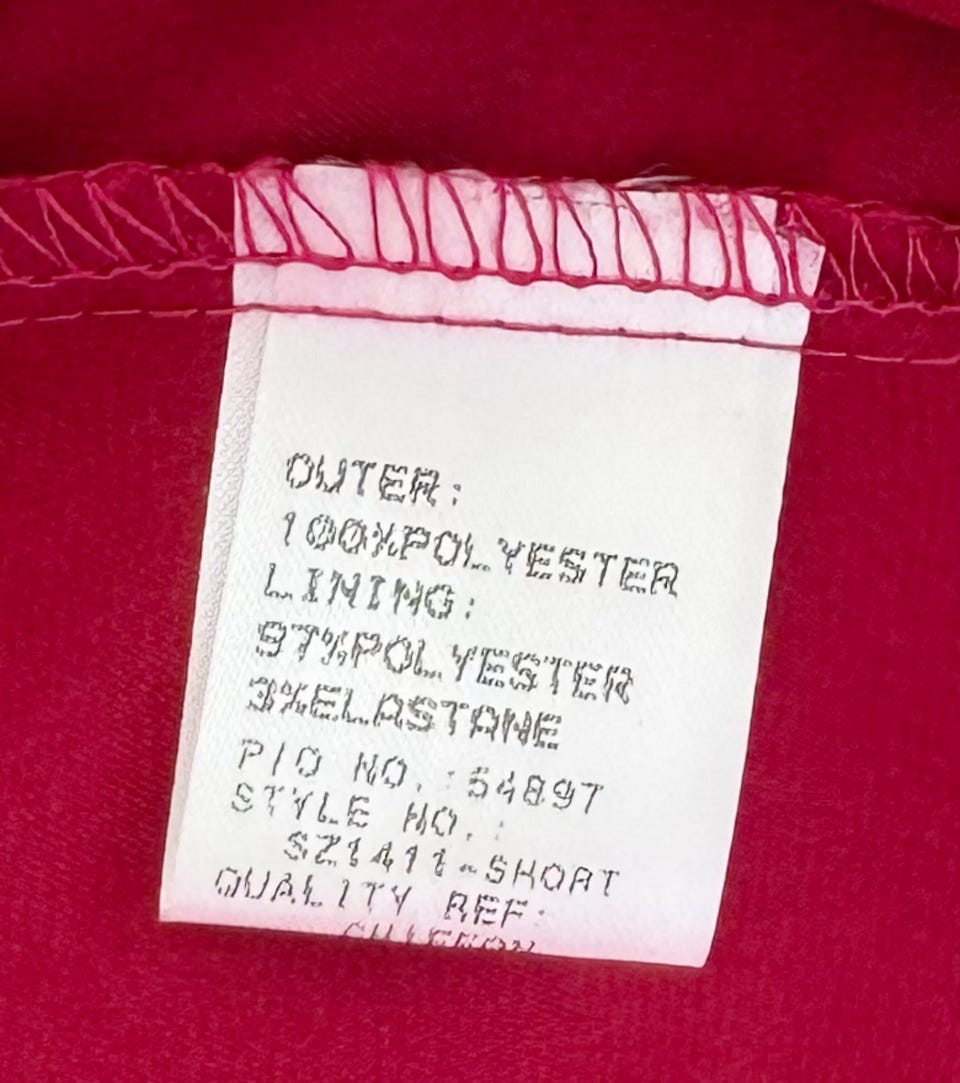 OUTER:
100%POLYESTER
LINING:
97%POLYESTER
3%ELASTANE
P/O NO.:54897
STYLE NO.:
SZ1411-SHORT
QUALITY REF: